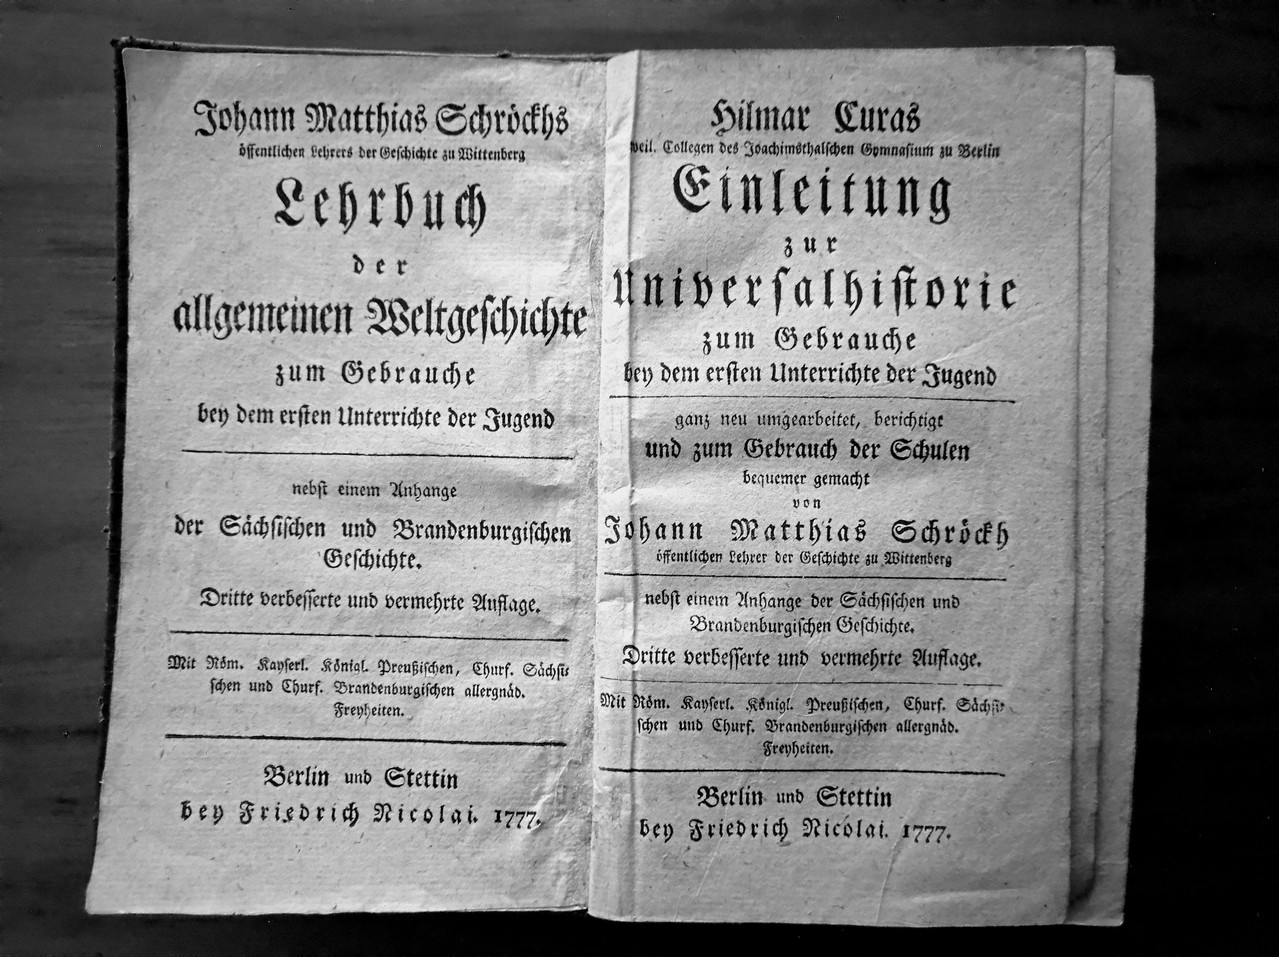 Johann Matthias Schröckhs
öffentlichen Lehrers der Geschichte zu Wittenberg
Lehrbuch
der
allgemeinen Weltgeschichte
zum Gebrauche
bey dem ersten Unterrichte der Jugend
nebst einem Anhange
der Sächsischen und Brandenburgischen
Geschichte.
Dritte verbesserte und vermehrte Auflage.
Mit Röm. Kayserl. Königl. Preußischen, Churf. Sächsi-
schen und Churf. Brandenburgischen allergnäd.
Freyheiten.
Berlin und Stettin
bey Friedrich Nicolai. 1777.
Hilmar Curas
weil. Collegen des Joachimsthalschen Gymnasium zu Berlin
Einleitung
zur
Universalhistorie
zum Gebrauche
bey dem ersten Unterrichte der Jugend
ganz neu umgearbeitet, berichtigt
und zum Gebrauch der Schulen
bequemer gemacht
von
Johann Matthias Schröckh
öffentlichen Lehrer der Geschichte zu Wittenberg
nebst einem Anhange der Sächsischen und
Brandenburgischen Geschichte.
Dritte verbesserte und vermehrte Auflage.
Mit Röm. Kayserl. Königl. Preußischen, Churf. Sächsi-
schen und Churf. Brandenburgischen allergnäd.
Freyheiten.
Berlin und Stettin
bey Friedrich Nicolai. 1777.